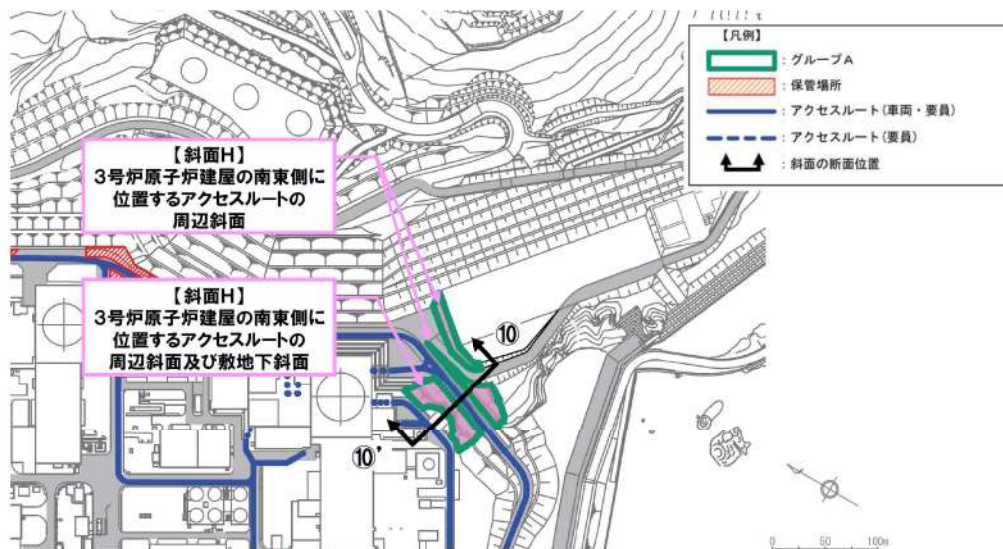 【凡例】
：グループA
：保管場所
：アクセスルート（車両・要員）
：アクセスルート（要員）
：斜面の断面位置
【斜面H】
3号炉原子炉建屋の南東側に
位置するアクセスルートの
周辺斜面
【斜面H】
3号炉原子炉建屋の南東側に
位置するアクセスルートの
周辺斜面及び敷地下斜面
⑩
⑩'
0 50 100m